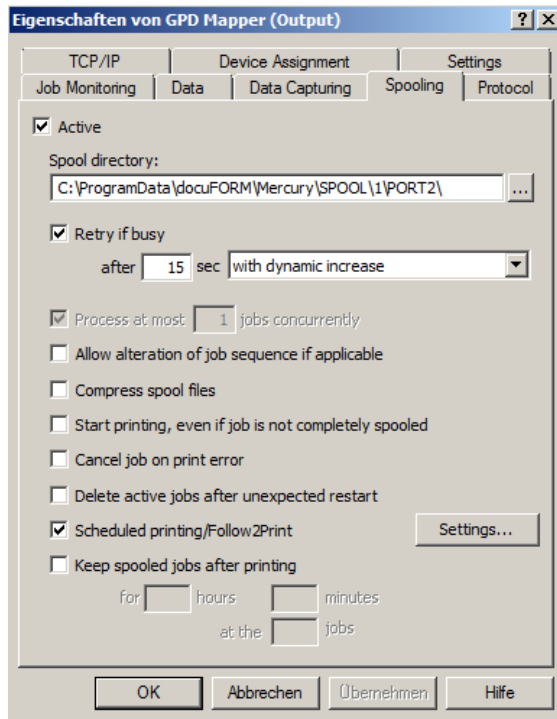 Eigenschaften von GPD Mapper (Output)
TCP/IP Device Assignment Settings
Job Monitoring Data Data Capturing Spooling Protocol
Active
Spool directory:
C:\ProgramData\docuFORM\Mercury\SPOOL\1\PORT2\ ...
Retry if busy
after 15 sec with dynamic increase
Process at most 1 jobs concurrently
Allow alteration of job sequence if applicable
Compress spool files
Start printing, even if job is not completely spooled
Cancel job on print error
Delete active jobs after unexpected restart
Scheduled printing/Follow2Print Settings...
Keep spooled jobs after printing
for hours minutes
at the jobs
OK Abbrechen Übernehmen Hilfe